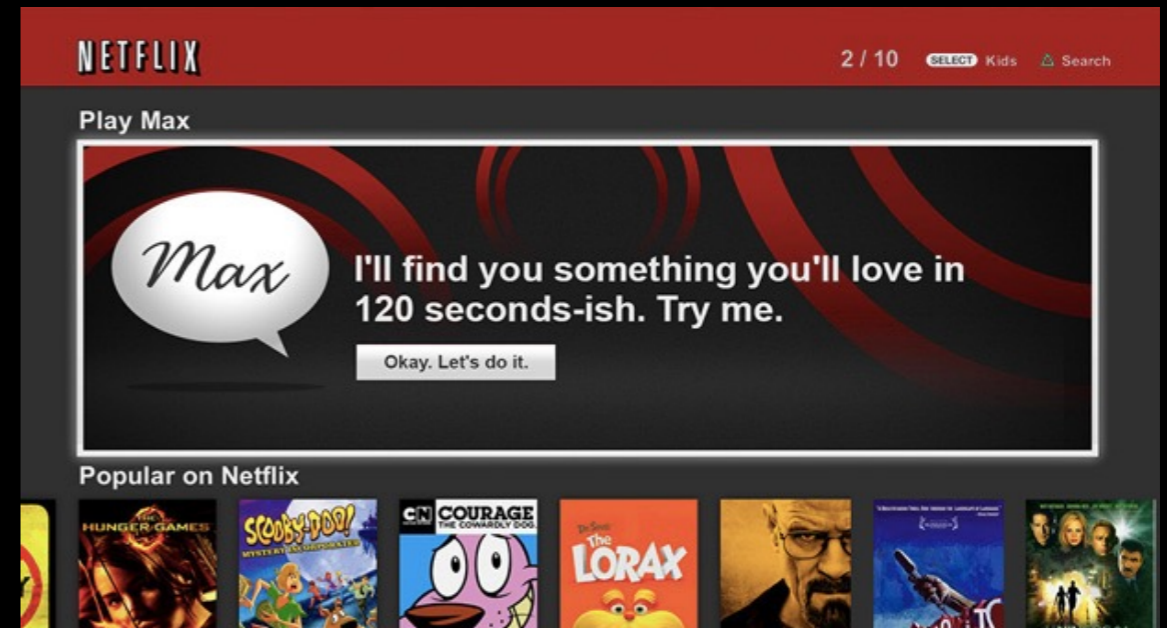 NETFLIX
2 / 10 SELECT Kids Search
Play Max
Max
I'll find you something you'll love in
120 seconds-ish. Try me.
Okay. Let's do it.
Popular on Netflix
THE
HUNGER GAMES
SCOOBY-DOO!
MYSTERY INCORPORATED
CN COURAGE
THE COWARDLY DOG
Dr. Seuss'
The
LORAX